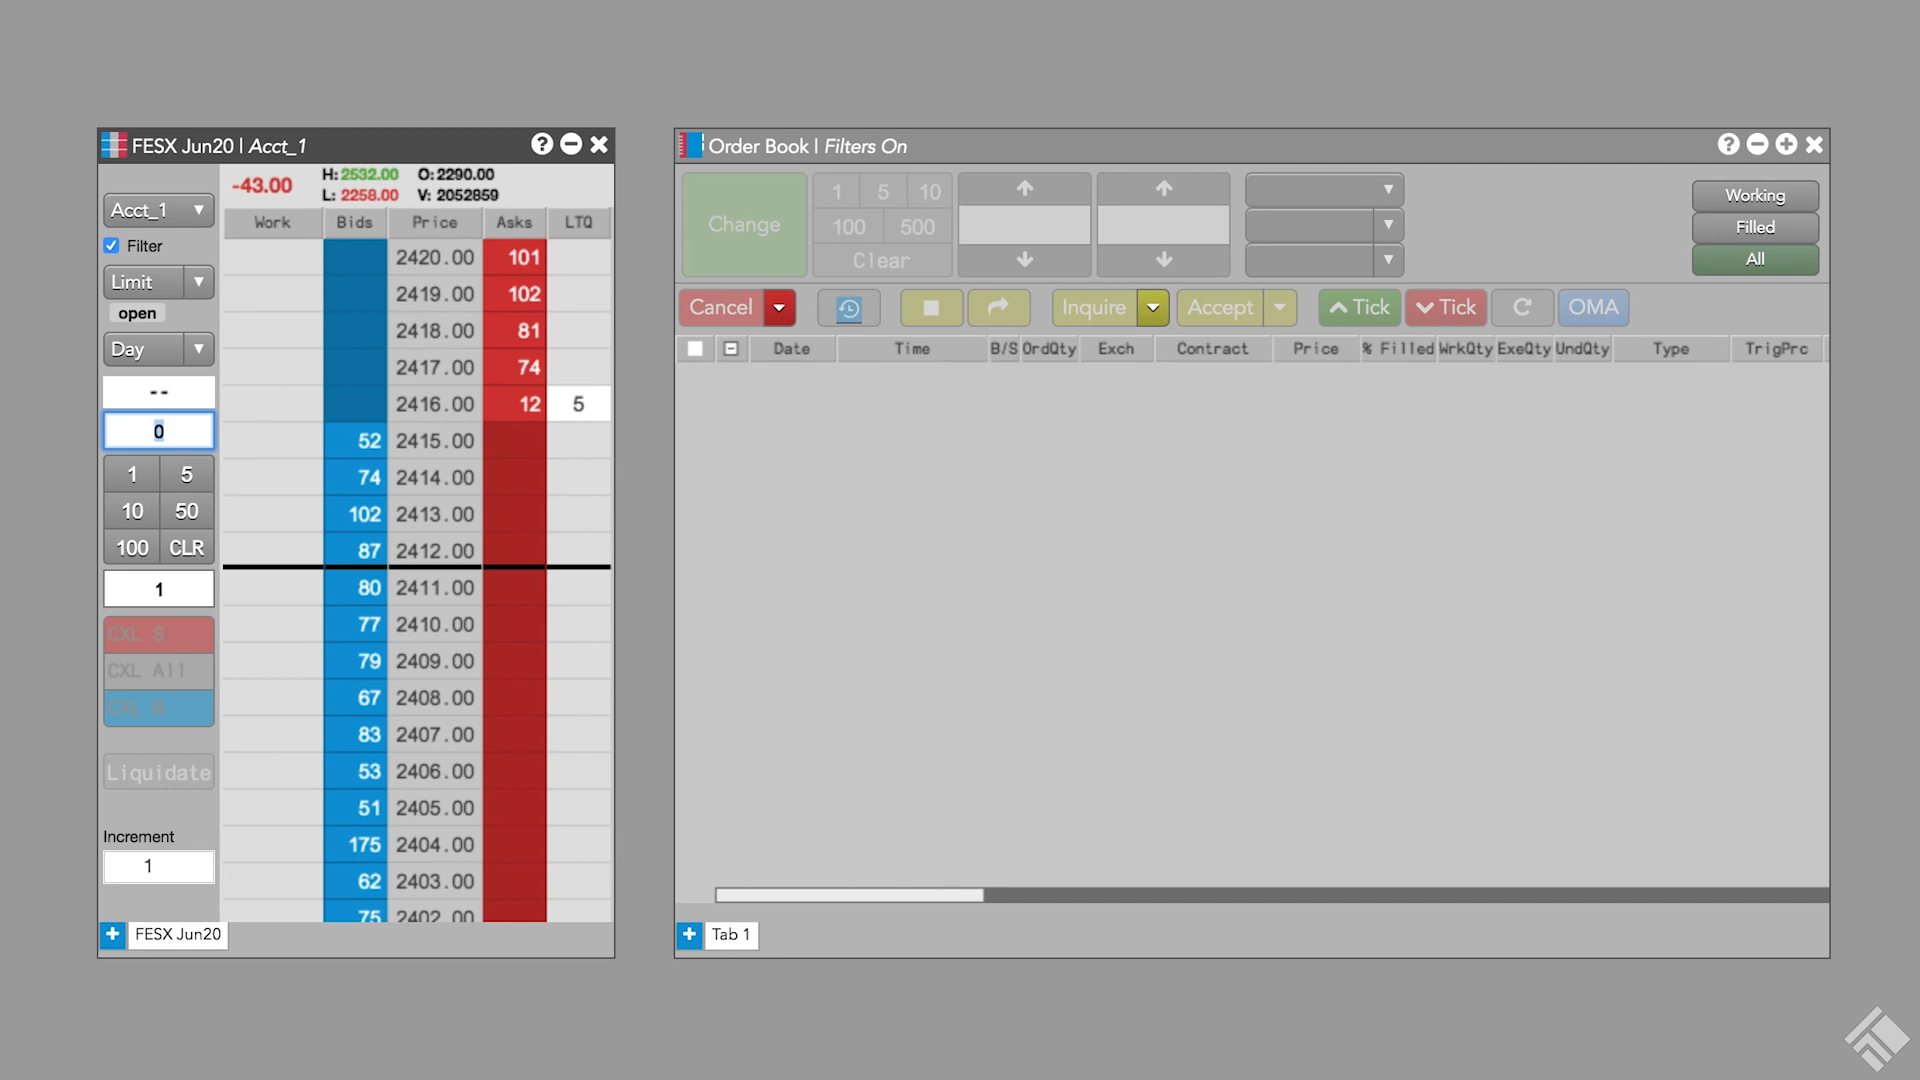 FESX Jun20 | Acct_1
Acct_1
Filter
Limit
open
Day
--
0
1 5
10 50
100 CLR
1
CXL S
CXL All
CXL B
Liquidate
Increment
1
-43.00
H: 2532.00 O: 2290.00
L: 2258.00 V: 2052859
Work Bids Price Asks LTQ
2420.00 101
2419.00 102
2418.00 81
2417.00 74
2416.00 12 5
52 2415.00
74 2414.00
102 2413.00
87 2412.00
80 2411.00
77 2410.00
79 2409.00
67 2408.00
83 2407.00
53 2406.00
51 2405.00
175 2404.00
62 2403.00
75 2402.00
FESX Jun20
Order Book | Filters On
Change
1 5 10
100 500
Clear
Working
Filled
All
Cancel Inquire Accept Tick Tick OMA
Date Time B/S OrdQty Exch Contract Price % Filled WrkQty ExeQty UndQty Type TrigPrc
Tab 1